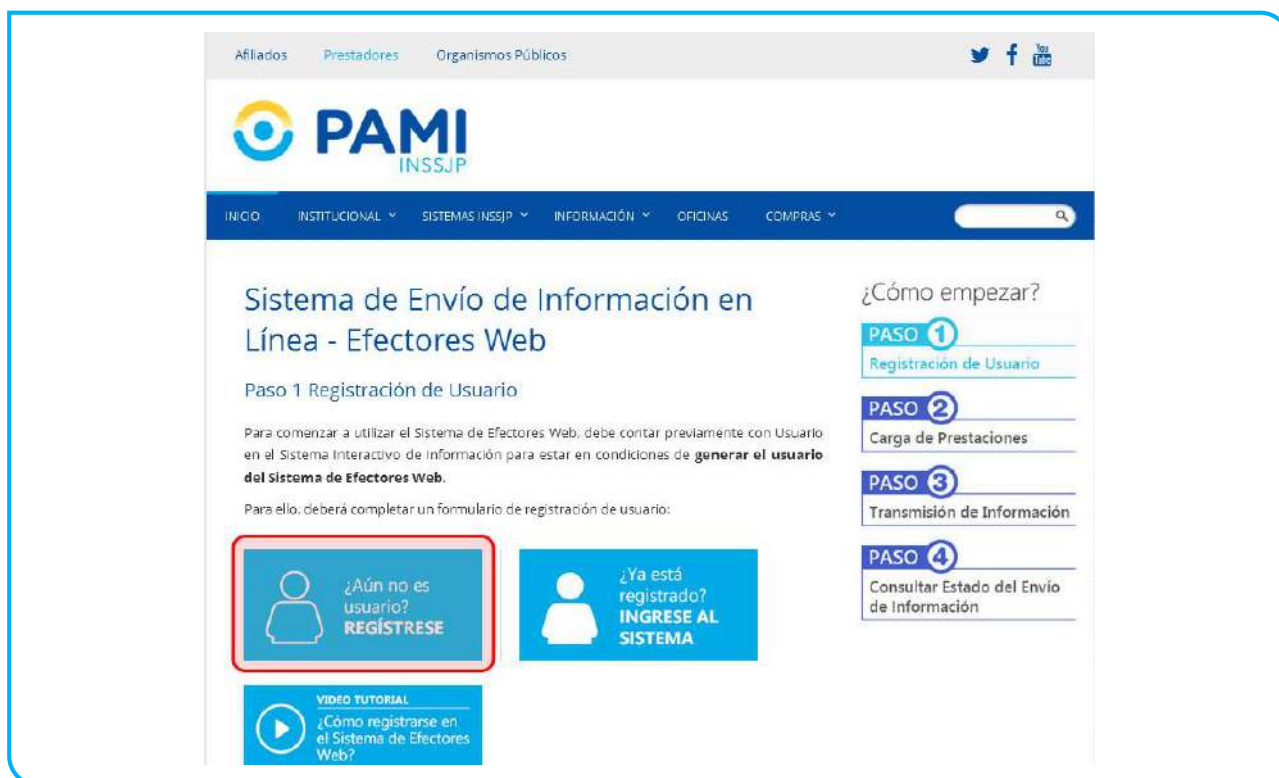 Afiliados Prestadores Organismos Públicos You Tube
PAMI
INSSJP
INICIO INSTITUCIONAL SISTEMAS INSSJP INFORMACIÓN OFICINAS COMPRAS
Sistema de Envío de Información en
Línea - Efectores Web
Paso 1 Registración de Usuario
Para comenzar a utilizar el Sistema de Efectores Web, debe contar previamente con Usuario
en el Sistema Interactivo de Información para estar en condiciones de generar el usuario
del Sistema de Efectores Web.
Para ello, deberá completar un formulario de registración de usuario:
¿Aún no es
usuario?
REGÍSTRESE
¿Ya está
registrado?
INGRESE AL
SISTEMA
VIDEO TUTORIAL
¿Cómo registrarse en
el Sistema de Efectores
Web?
¿Cómo empezar?
PASO 1
Registración de Usuario
PASO 2
Carga de Prestaciones
PASO 3
Transmisión de Información
PASO 4
Consultar Estado del Envío
de Información